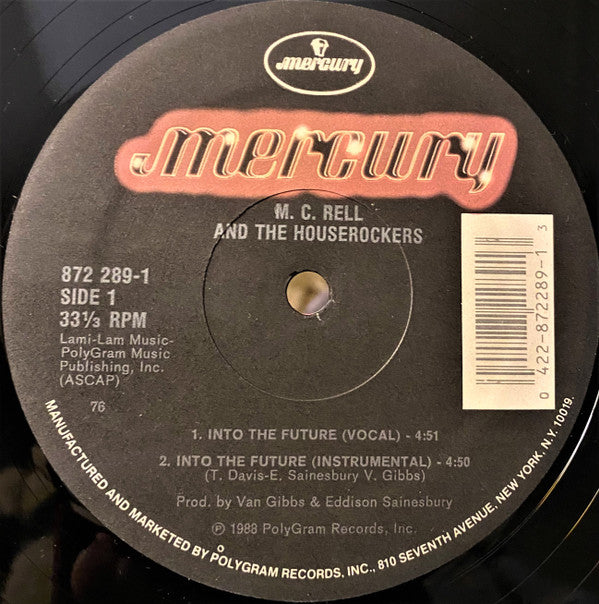 mercury
mercury
M. C. RELL
AND THE HOUSEROCKERS
872 289-1
SIDE 1
33⅓ RPM
Lami-Lam Music-
PolyGram Music
Publishing, Inc.
(ASCAP)
76
0 422-872289-1 3
1. INTO THE FUTURE (VOCAL) - 4:51
2. INTO THE FUTURE (INSTRUMENTAL) - 4:50
(T. Davis-E. Sainesbury V. Gibbs)
Prod. by Van Gibbs & Eddison Sainesbury
℗ 1988 PolyGram Records, Inc.
MANUFACTURED AND MARKETED BY POLYGRAM RECORDS, INC., 810 SEVENTH AVENUE, NEW YORK, N.Y. 10019.